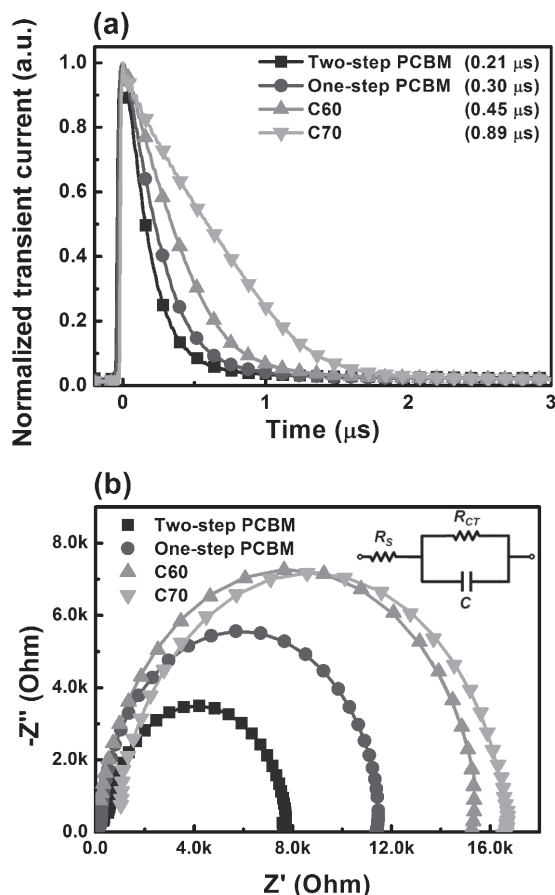 (a)
Normalized transient current (a.u.)
1.0
0.8
0.6
0.4
0.2
0.0
Two-step PCBM (0.21 μs)
One-step PCBM (0.30 μs)
C60 (0.45 μs)
C70 (0.89 μs)
0 1 2 3
Time (μs)
(b)
-Z'' (Ohm)
8.0k
6.0k
4.0k
2.0k
0.0
Two-step PCBM
One-step PCBM
C60
C70
R_S
R_CT
C
0.0 4.0k 8.0k 12.0k 16.0k
Z' (Ohm)